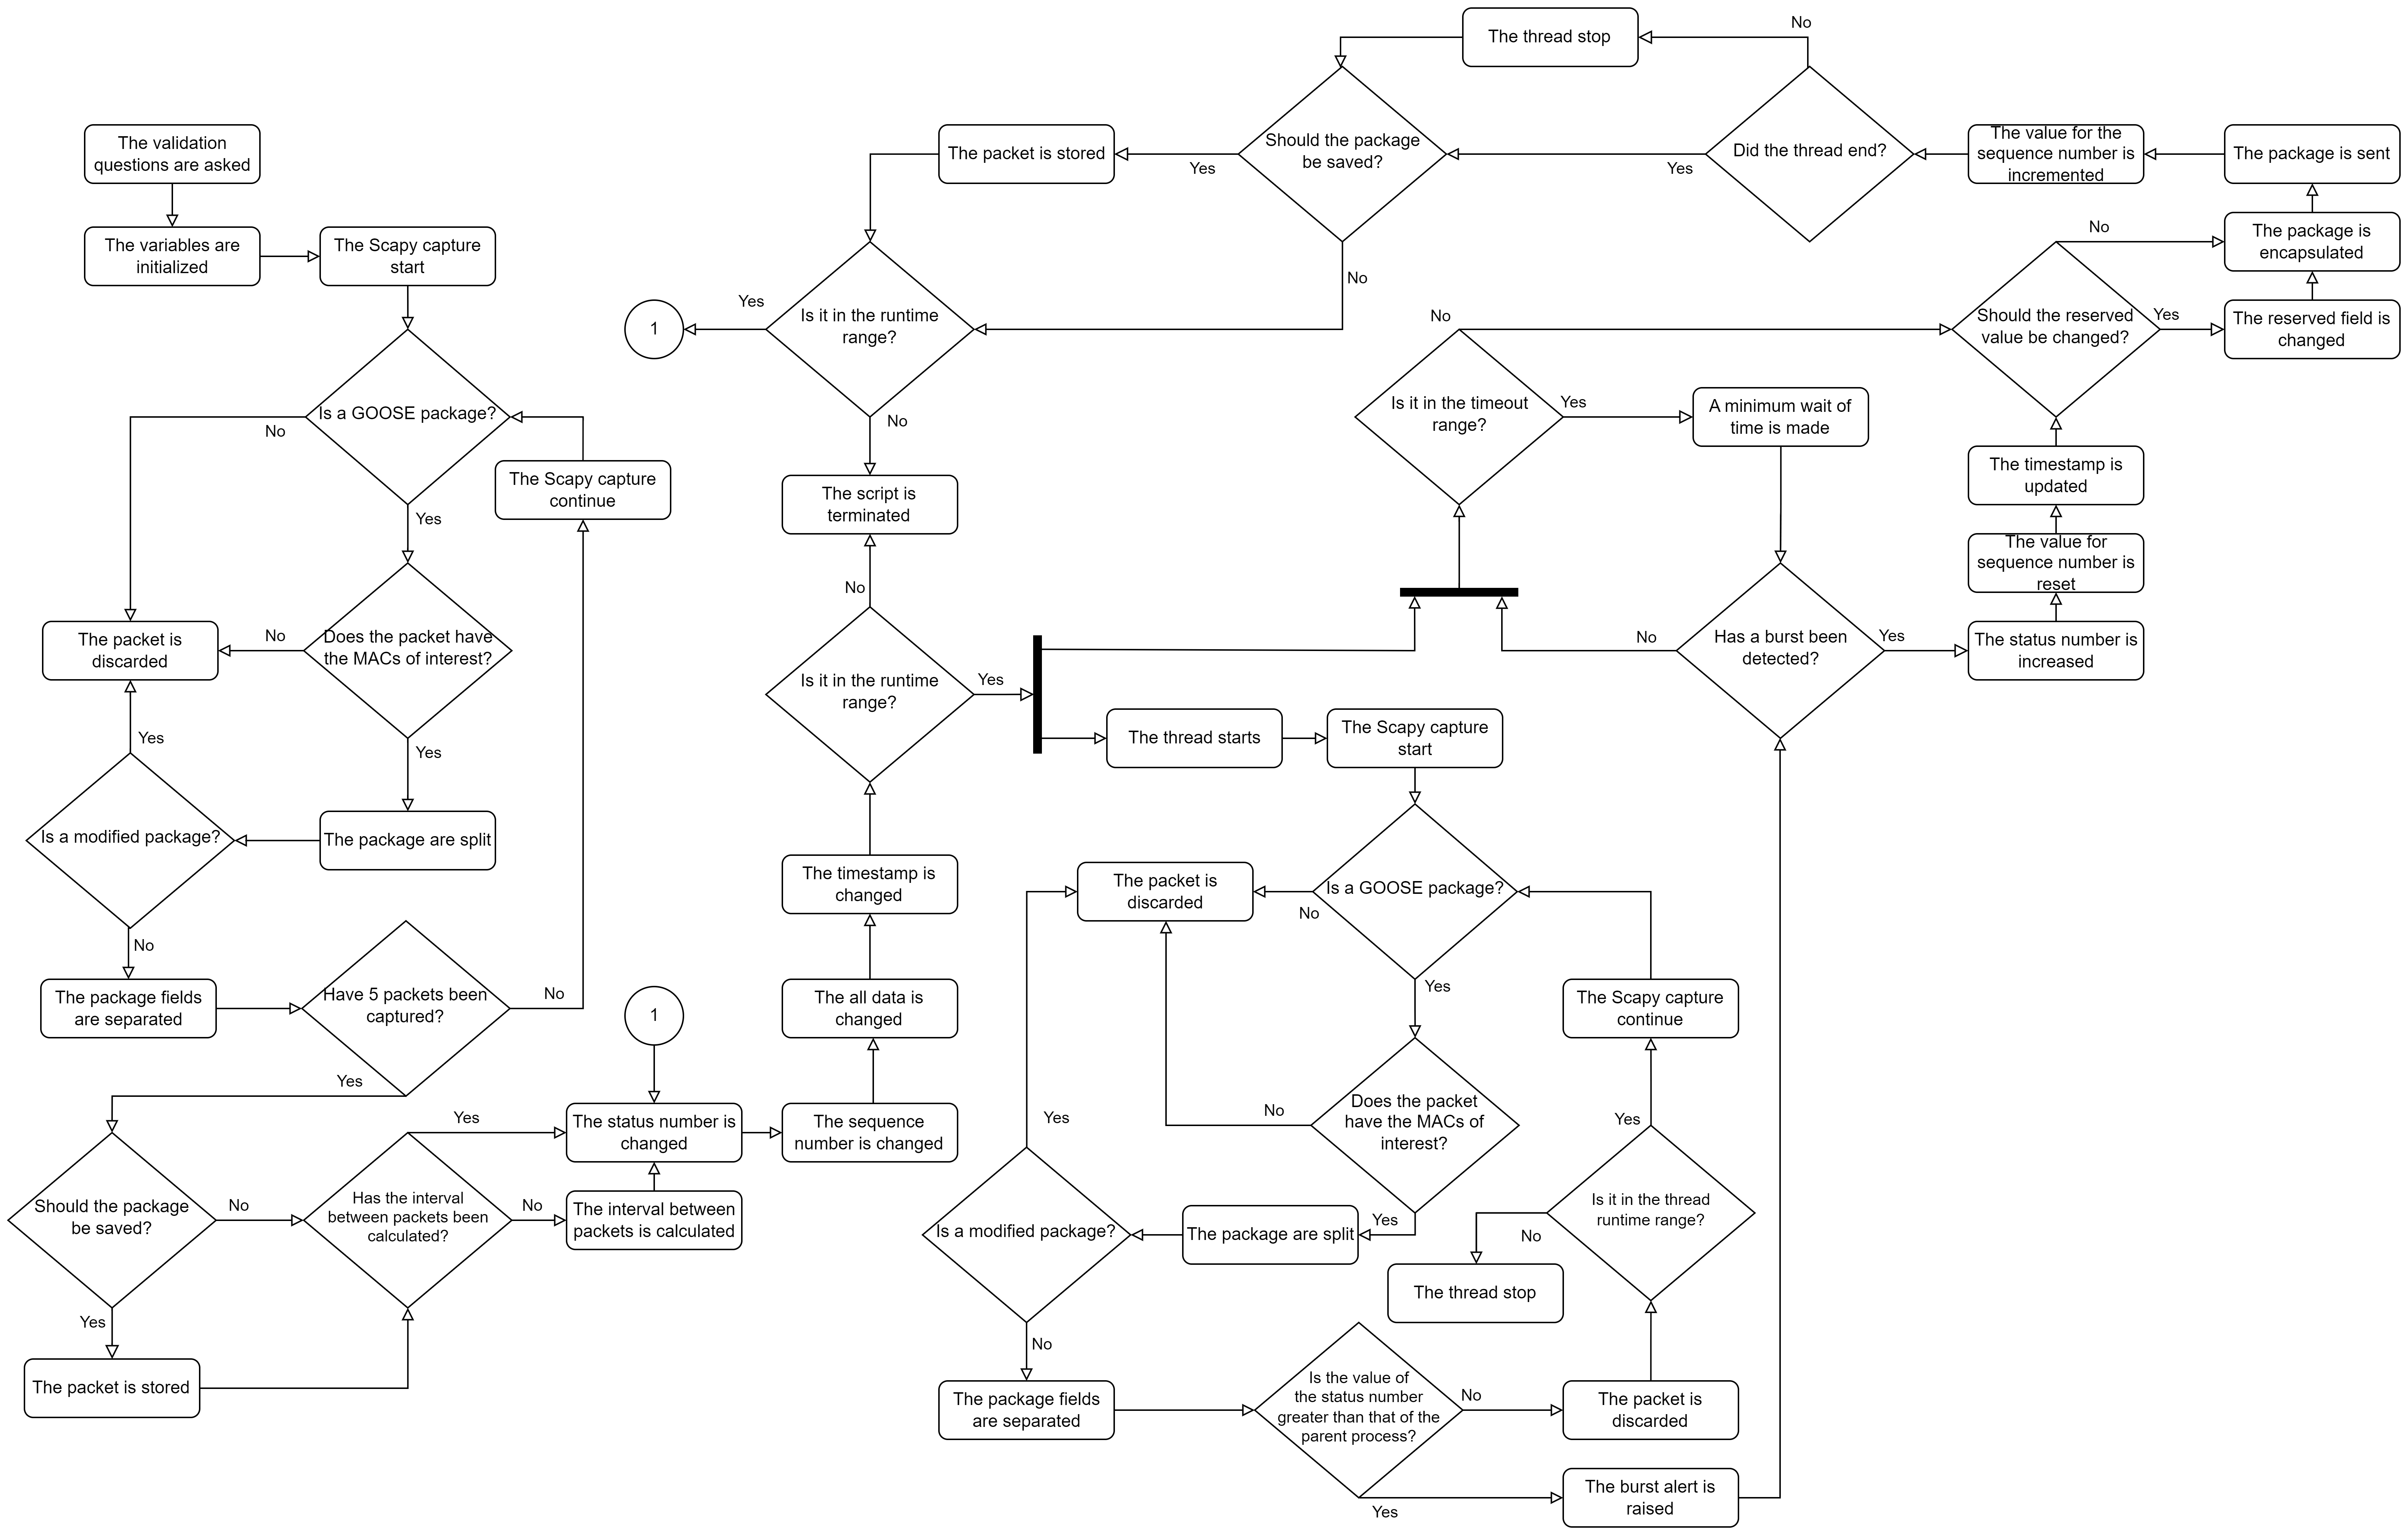 The thread stop
No
The validation
questions are asked
The packet is stored
Yes
Should the package
be saved?
Yes
Did the thread end?
The value for the
sequence number is
incremented
The package is sent
The variables are
initialized
The Scapy capture
start
No
The package is
encapsulated
No
Yes
1
Is it in the runtime
range?
No
Should the reserved
value be changed?
Yes
The reserved field is
changed
Is a GOOSE package?
No
No
Is it in the timeout
range?
Yes
A minimum wait of
time is made
The Scapy capture
continue
Yes
The script is
terminated
The timestamp is
updated
The value for
sequence number is
reset
No
The packet is
discarded
No
Does the packet have
the MACs of interest?
Yes
Is it in the runtime
range?
Yes
No
Has a burst been
detected?
Yes
The status number is
increased
Yes
The thread starts
The Scapy capture
start
Is a modified package?
The package are split
No
The timestamp is
changed
The packet is
discarded
No
Is a GOOSE package?
Yes
The package fields
are separated
Have 5 packets been
captured?
No
Yes
1
The all data is
changed
The Scapy capture
continue
Yes
The status number is
changed
The sequence
number is changed
Yes
No
Does the packet
have the MACs of
interest?
Yes
Yes
Should the package
be saved?
No
Has the interval
between packets been
calculated?
No
The interval between
packets is calculated
Is a modified package?
The package are split
Is it in the thread
runtime range?
No
The thread stop
Yes
No
The packet is stored
The package fields
are separated
Is the value of
the status number
greater than that of the
parent process?
No
The packet is
discarded
Yes
The burst alert is
raised